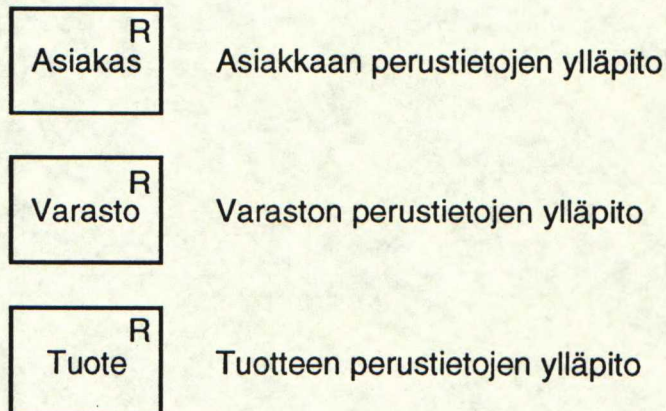 R
Asiakas Asiakkaan perustietojen ylläpito
R
Varasto Varaston perustietojen ylläpito
R
Tuote Tuotteen perustietojen ylläpito